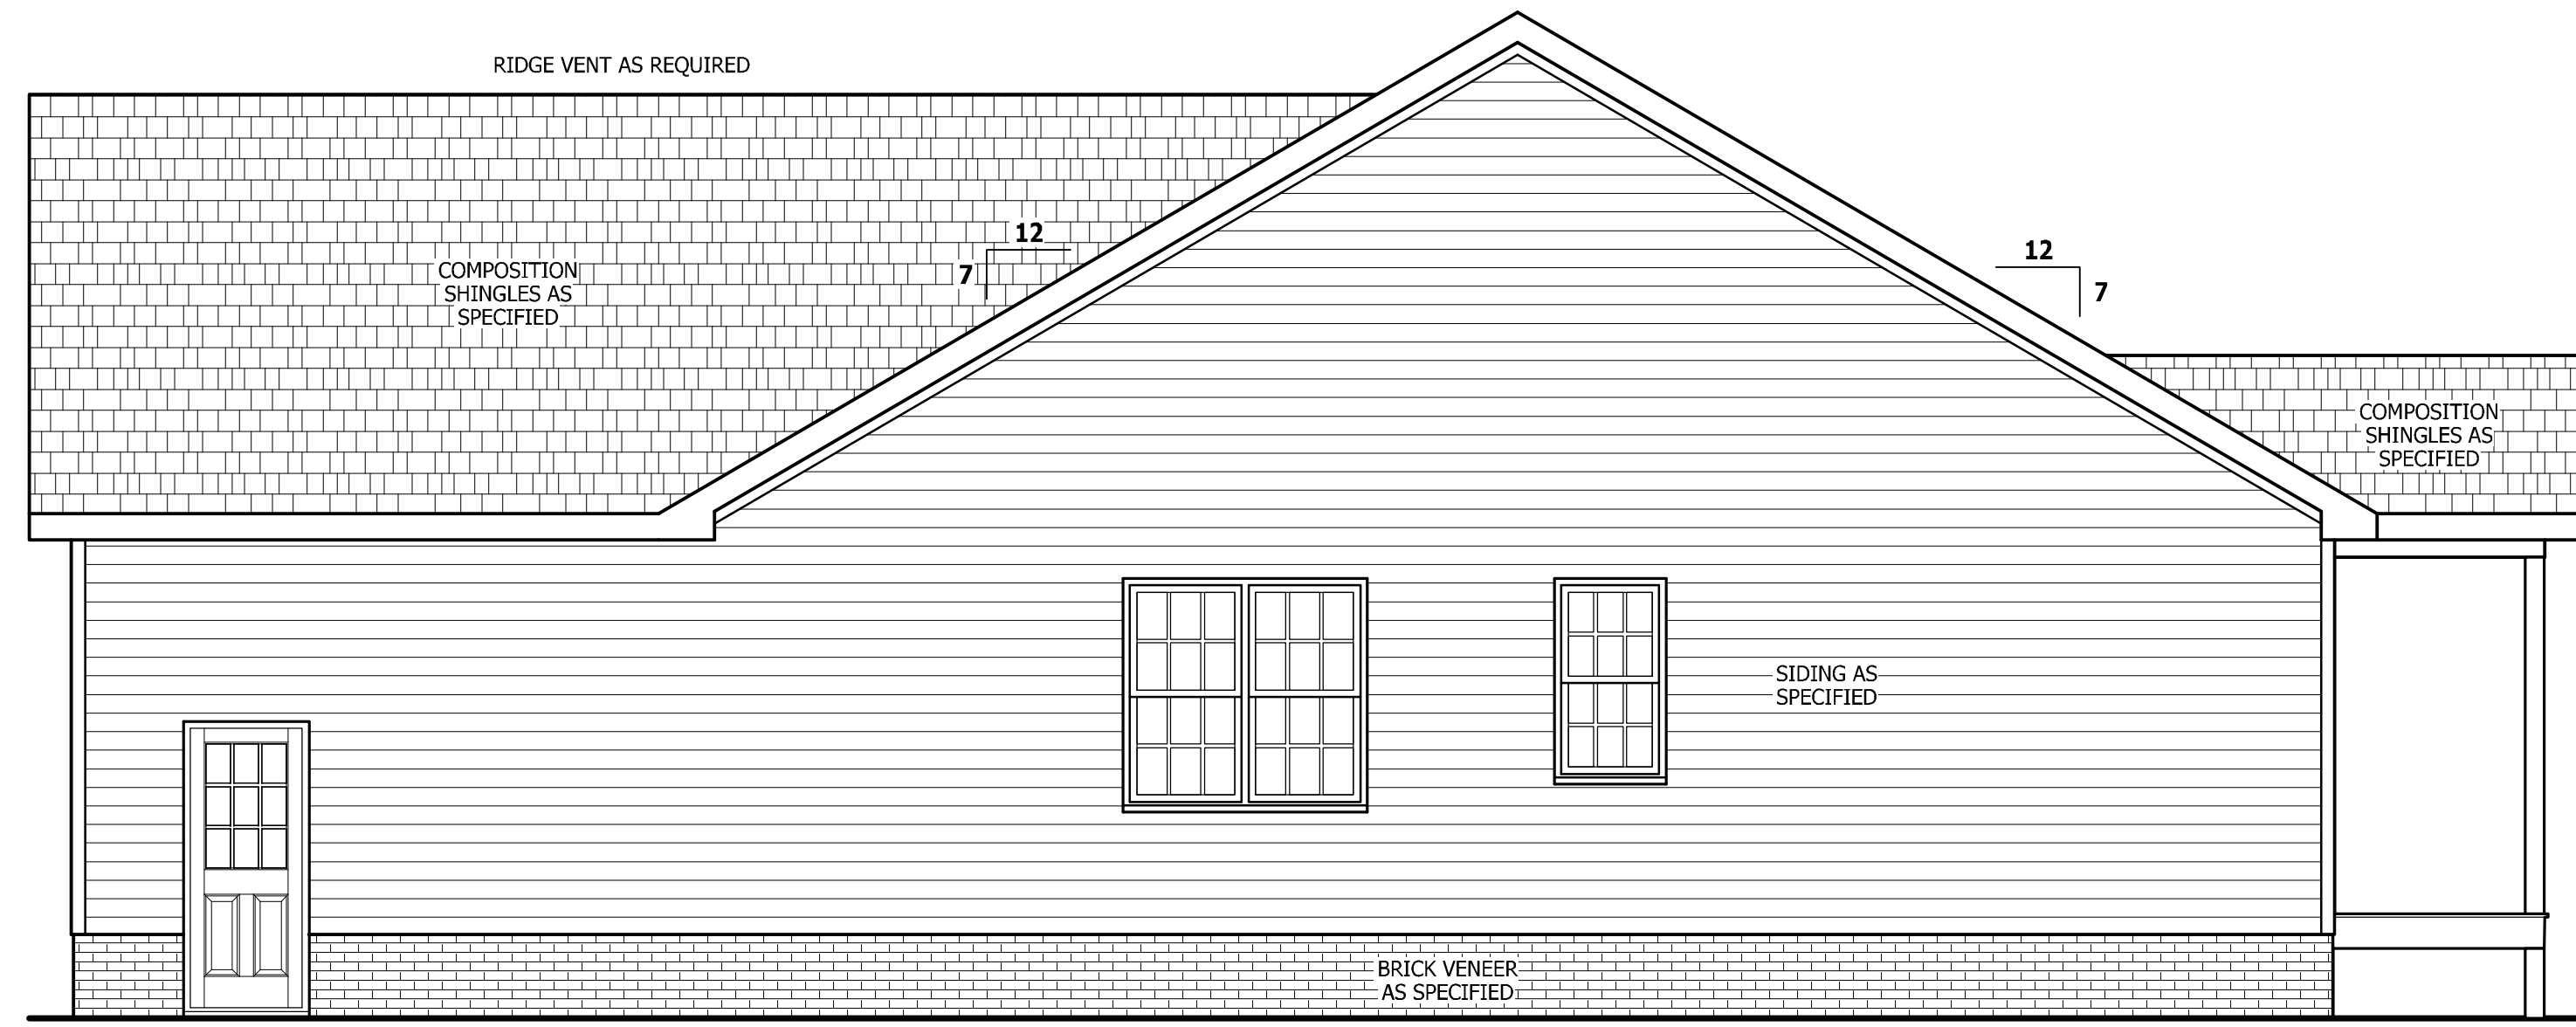 RIDGE VENT AS REQUIRED
12
7
12
7
COMPOSITION
SHINGLES AS
SPECIFIED
COMPOSITION
SHINGLES AS
SPECIFIED
SIDING AS
SPECIFIED
BRICK VENEER
AS SPECIFIED